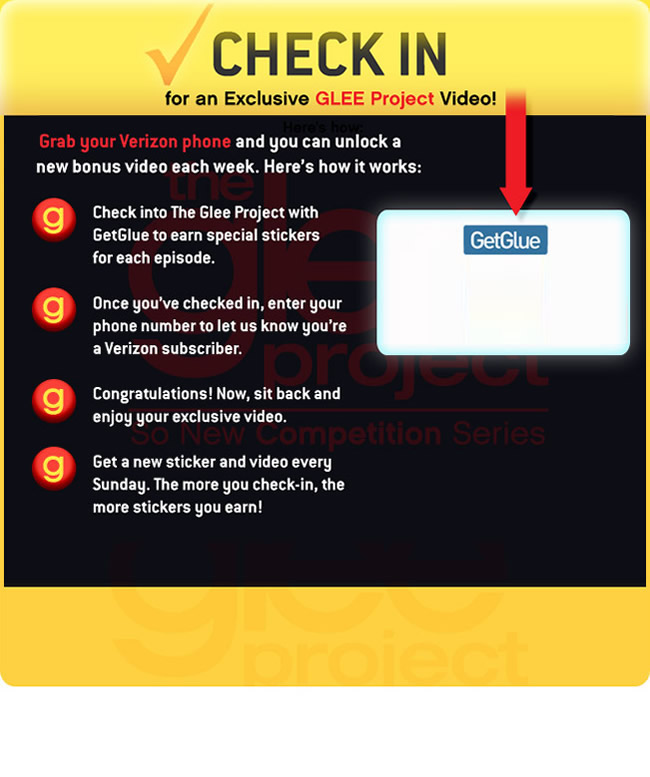 CHECK IN
for an Exclusive GLEE Project Video!
Here's how:
Grab your Verizon phone and you can unlock a
new bonus video each week. Here's how it works:
g
Check into The Glee Project with
GetGlue to earn special stickers
for each episode.
GetGlue
g
Once you've checked in, enter your
phone number to let us know you're
a Verizon subscriber.
g
Congratulations! Now, sit back and
enjoy your exclusive video.
g
Get a new sticker and video every
Sunday. The more you check-in, the
more stickers you earn!
the
glee
project
So New Competition Series
glee
project